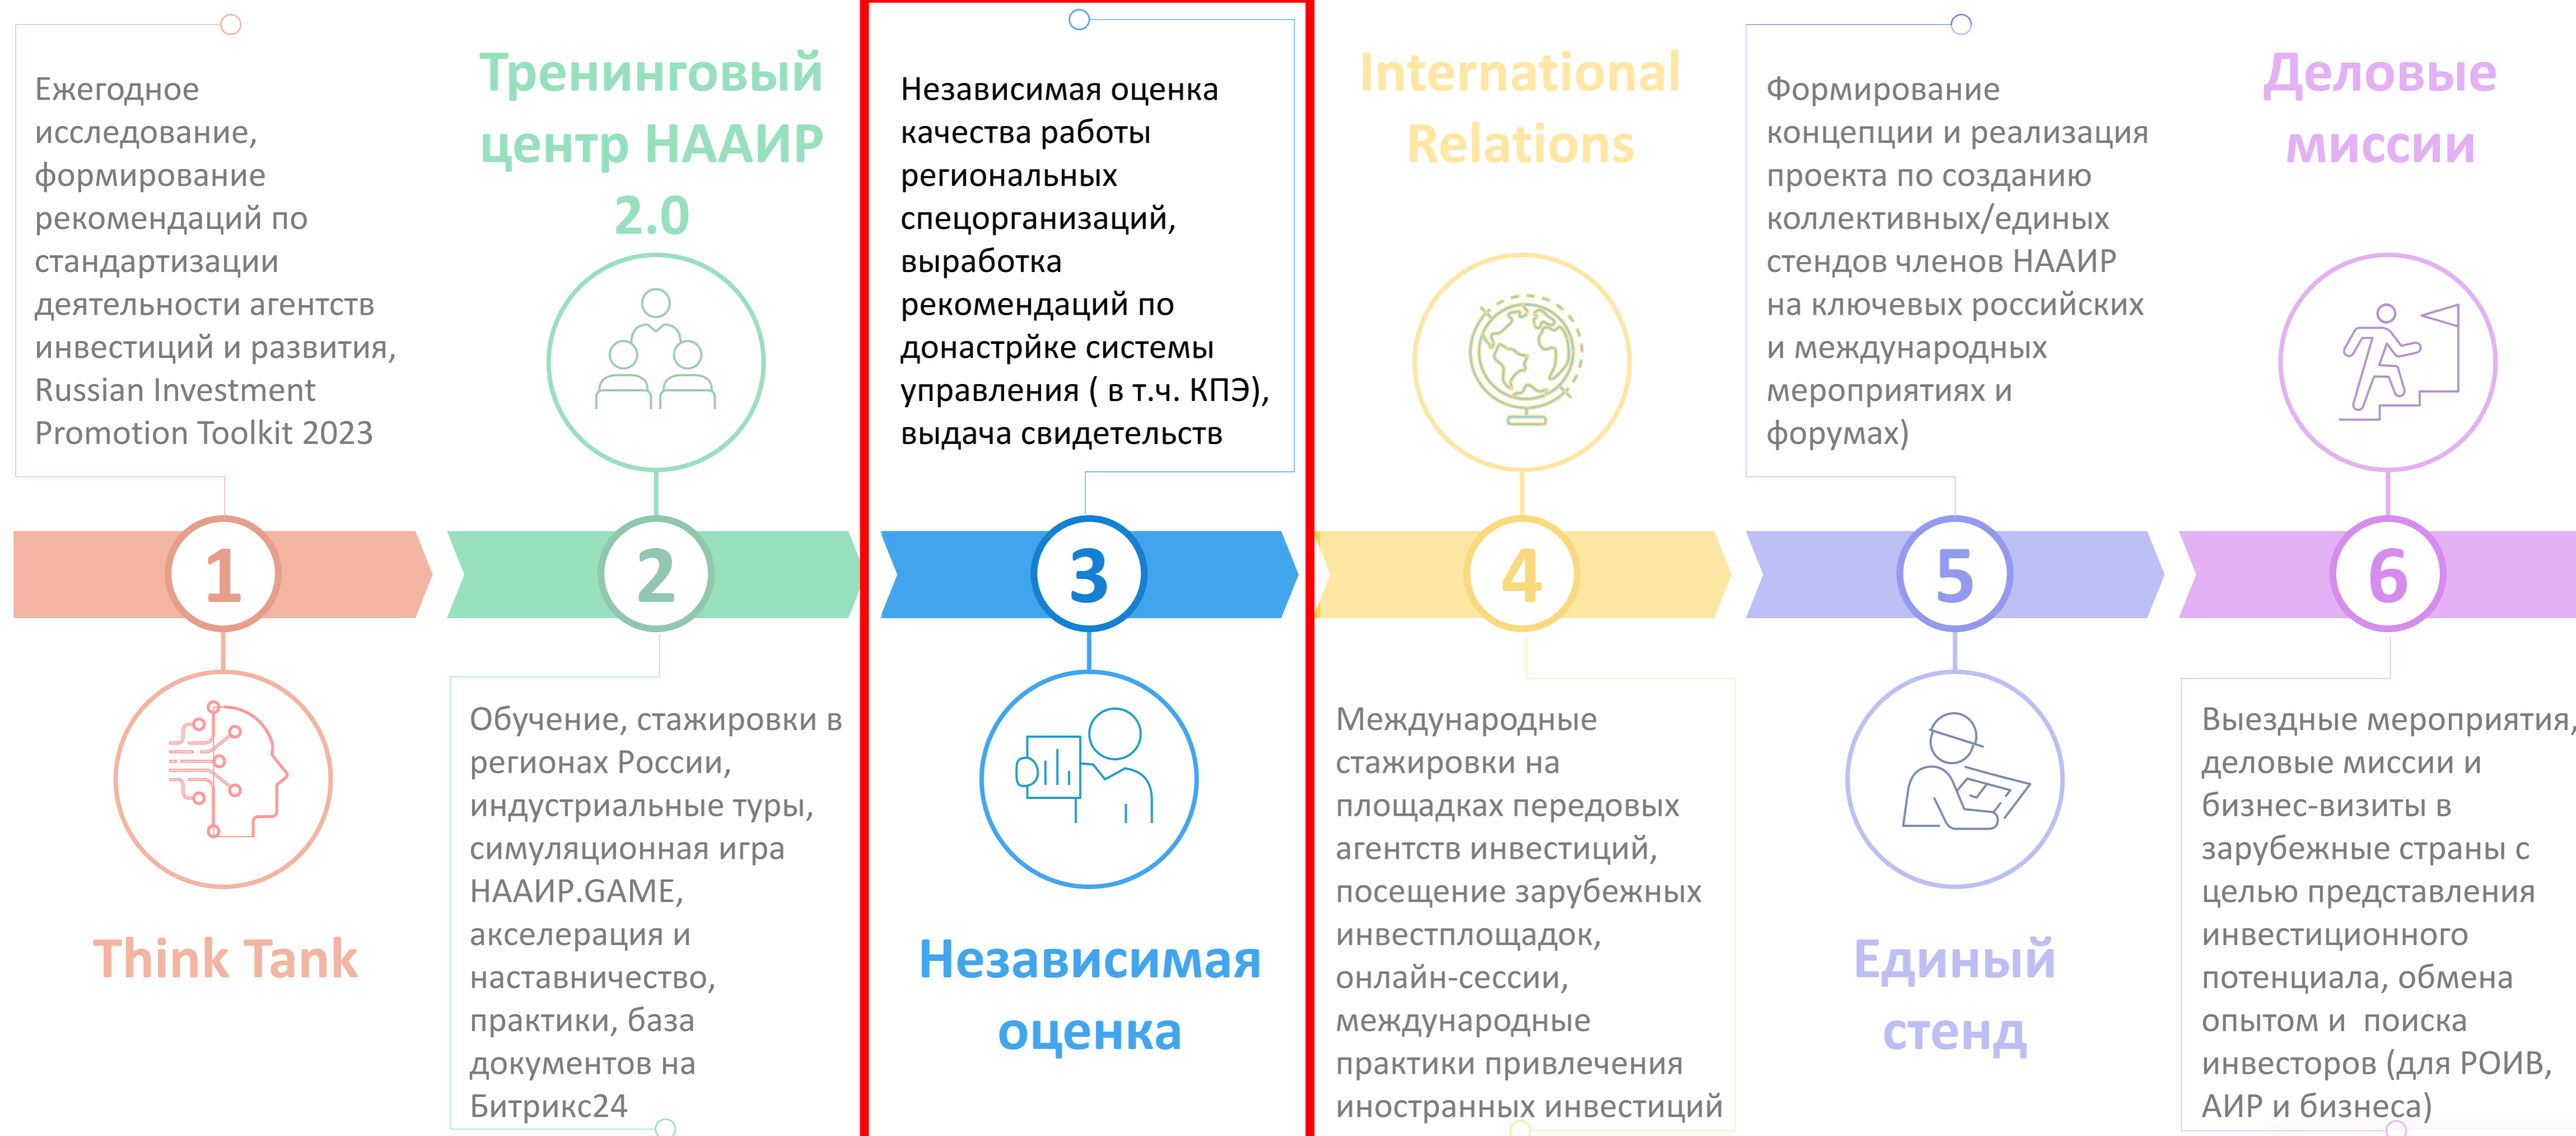 Ежегодное
исследование,
формирование
рекомендаций по
стандартизации
деятельности агентств
инвестиций и развития,
Russian Investment
Promotion Toolkit 2023
1
Think Tank
Тренинговый
центр НААИР
2.0
2
Обучение, стажировки в
регионах России,
индустриальные туры,
симуляционная игра
НААИР.GAME,
акселерация и
наставничество,
практики, база
документов на
Битрикс24
Независимая оценка
качества работы
региональных
спецорганизаций,
выработка
рекомендаций по
донастрйке системы
управления ( в т.ч. КПЭ),
выдача свидетельств
3
Независимая
оценка
International
Relations
4
Международные
стажировки на
площадках передовых
агентств инвестиций,
посещение зарубежных
инвестплощадок,
онлайн-сессии,
международные
практики привлечения
иностранных инвестиций
Формирование
концепции и реализация
проекта по созданию
коллективных/единых
стендов членов НААИР
на ключевых российских
и международных
мероприятиях и
форумах)
5
Единый
стенд
Деловые
миссии
6
Выездные мероприятия,
деловые миссии и
бизнес-визиты в
зарубежные страны с
целью представления
инвестиционного
потенциала, обмена
опытом и поиска
инвесторов (для РОИВ,
АИР и бизнеса)